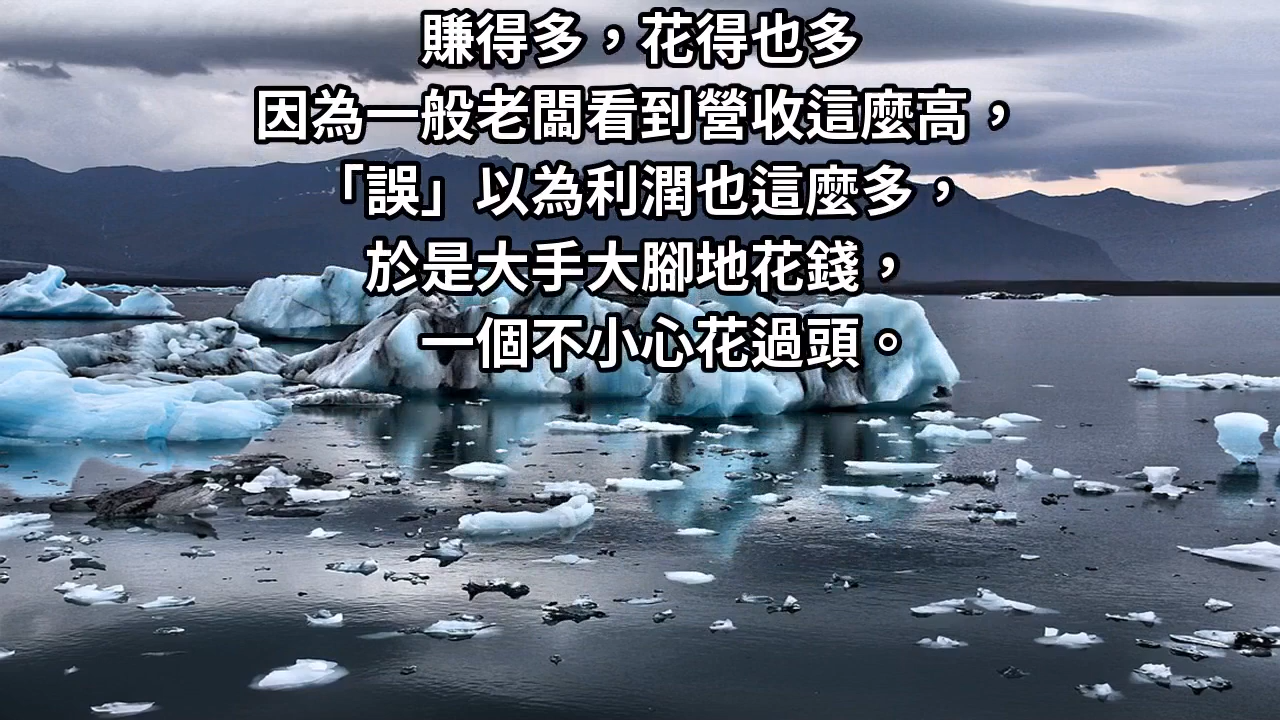 賺得多，花得也多
因為一般老闆看到營收這麼高，
「誤」以為利潤也這麼多，
於是大手大腳地花錢，
一個不小心花過頭。